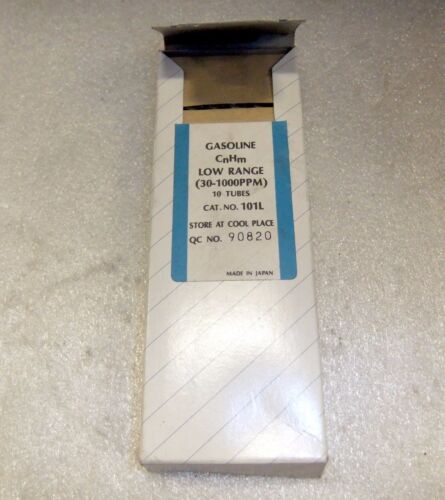 GASOLINE
CnHm
LOW RANGE
(30-1000PPM)
10 TUBES
CAT. NO. 101L
STORE AT COOL PLACE
QC NO. 90820
MADE IN JAPAN